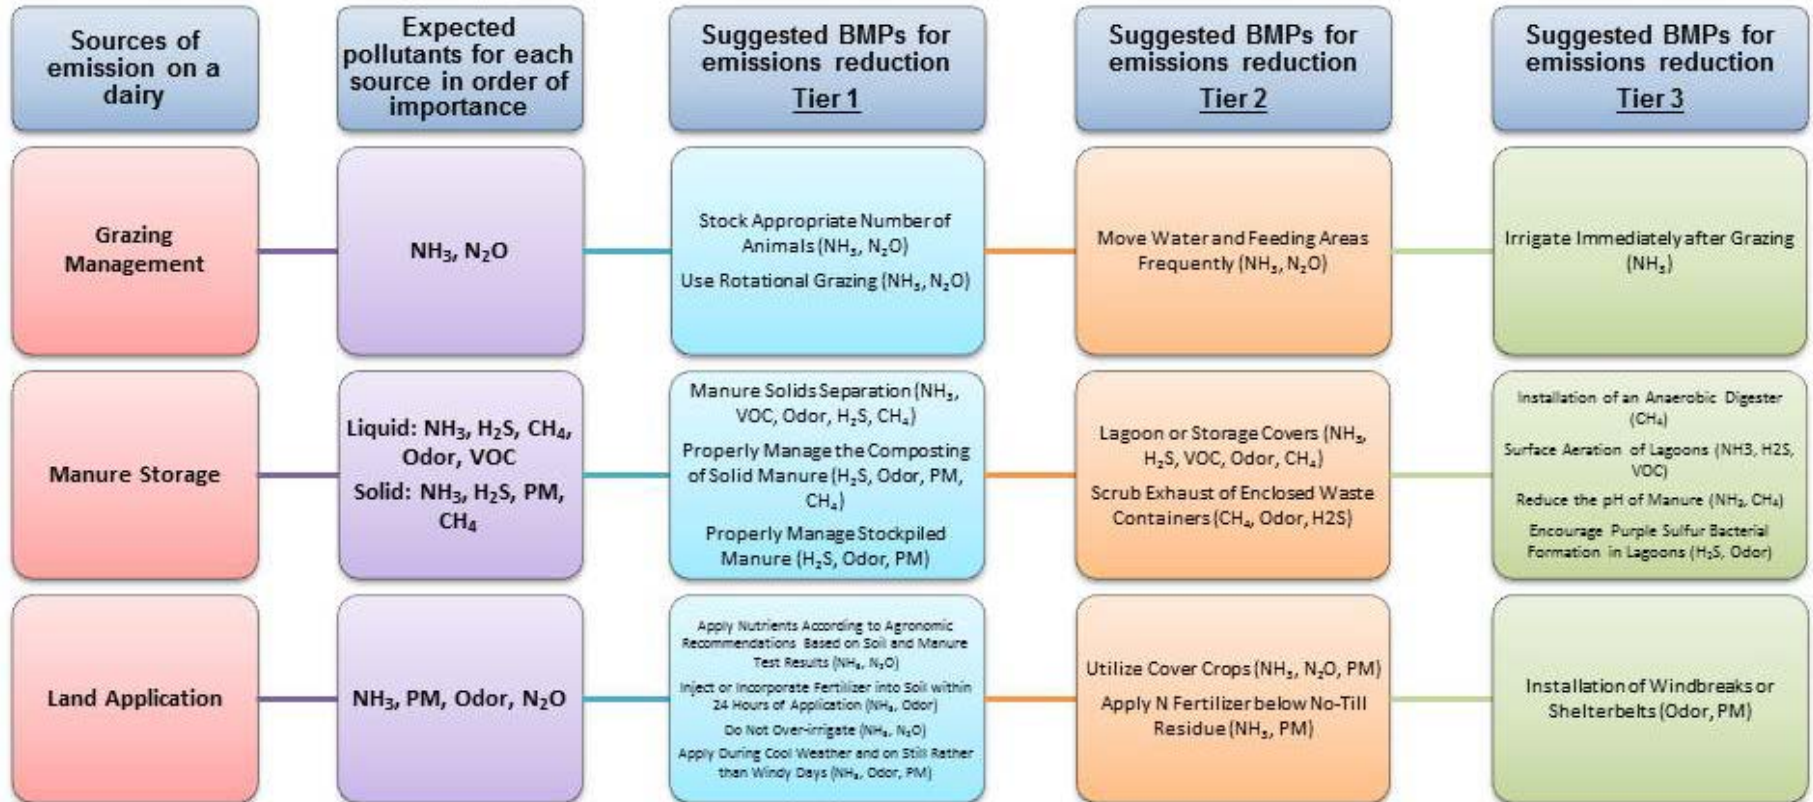 Sources of
emission on a
dairy
Expected
pollutants for each
source in order of
importance
Suggested BMPs for
emissions reduction
Tier 1
Suggested BMPs for
emissions reduction
Tier 2
Suggested BMPs for
emissions reduction
Tier 3
Grazing
Management
NH₃, N₂O
Stock Appropriate Number of
Animals (NH₃, N₂O)
Use Rotational Grazing (NH₃, N₂O)
Move Water and Feeding Areas
Frequently (NH₃, N₂O)
Irrigate Immediately after Grazing
(NH₃)
Manure Storage
Liquid: NH₃, H₂S, CH₄,
Odor, VOC
Solid: NH₃, H₂S, PM,
CH₄
Manure Solids Separation (NH₃,
VOC, Odor, H₂S, CH₄)
Properly Manage the Composting
of Solid Manure (H₂S, Odor, PM,
CH₄)
Properly Manage Stockpiled
Manure (H₂S, Odor, PM)
Lagoon or Storage Covers (NH₃,
H₂S, VOC, Odor, CH₄)
Scrub Exhaust of Enclosed Waste
Containers (CH₄, Odor, H2S)
Installation of an Anaerobic Digester
(CH₄)
Surface Aeration of Lagoons (NH3, H2S,
VOC)
Reduce the pH of Manure (NH₃, CH₄)
Encourage Purple Sulfur Bacterial
Formation in Lagoons (H₂S, Odor)
Land Application
NH₃, PM, Odor, N₂O
Apply Nutrients According to Agronomic
Recommendations Based on Soil and Manure
Test Results (NH₃, N₂O)
Inject or Incorporate Fertilizer into Soil within
24 Hours of Application (NH₃, Odor)
Do Not Over-irrigate (NH₃, N₂O)
Apply During Cool Weather and on Still Rather
than Windy Days (NH₃, Odor, PM)
Utilize Cover Crops (NH₃, N₂O, PM)
Apply N Fertilizer below No-Till
Residue (NH₃, PM)
Installation of Windbreaks or
Shelterbelts (Odor, PM)